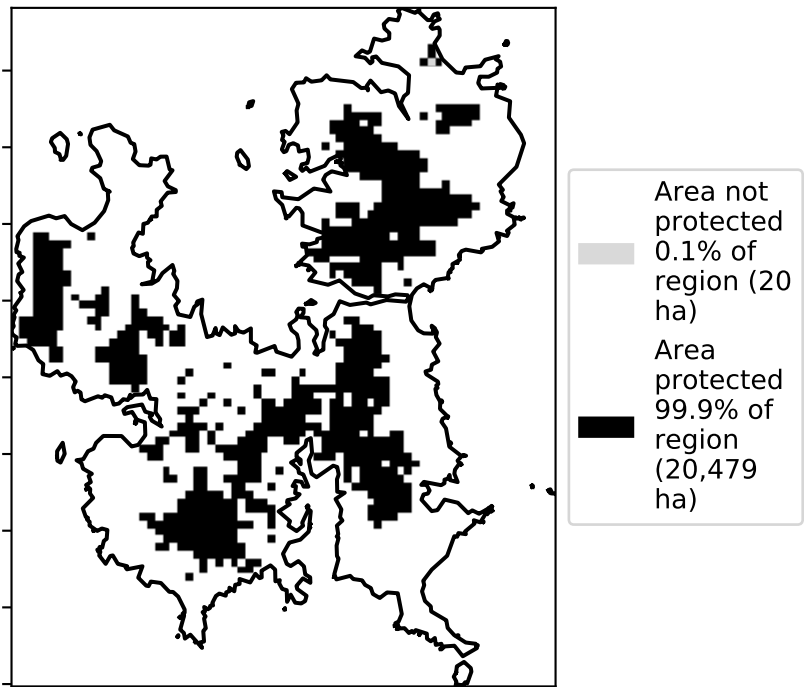 Area not
protected
0.1% of
region (20
ha)
Area
protected
99.9% of
region
(20,479
ha)